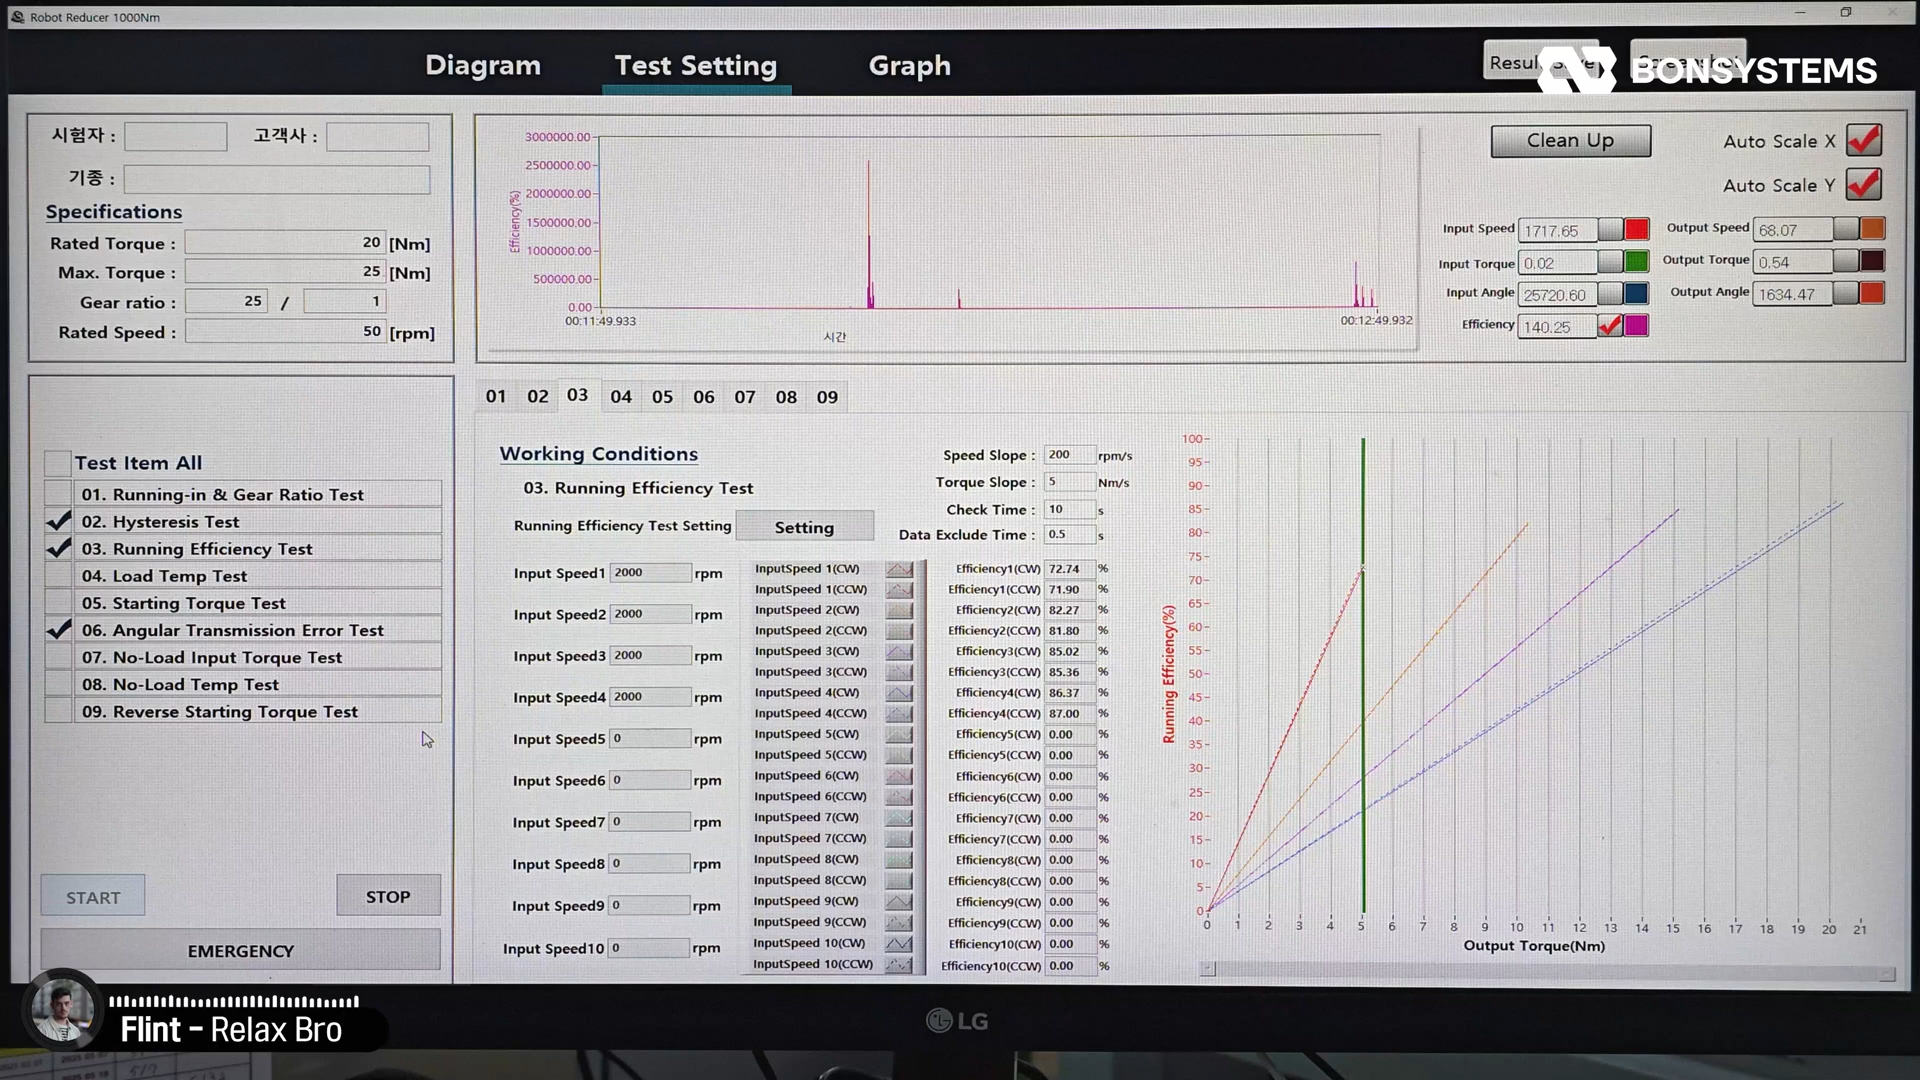 Robot Reducer 1000Nm
Diagram
Test Setting
Graph
BONSYSTEMS
시험자 :
고객사 :
기종 :
Specifications
Rated Torque : 20 [Nm]
Max. Torque : 25 [Nm]
Gear ratio : 25 / 1
Rated Speed : 50 [rpm]
Efficiency(%)
3000000.00
2500000.00
2000000.00
1500000.00
1000000.00
500000.00
0.00
00:11:49.933
00:12:49.932
시간
Clean Up
Auto Scale X
Auto Scale Y
Input Speed 1717.65
Output Speed 68.07
Input Torque 0.02
Output Torque 0.54
Input Angle 25720.60
Output Angle 1634.47
Efficiency 140.25
Test Item All
01. Running-in & Gear Ratio Test
02. Hysteresis Test
03. Running Efficiency Test
04. Load Temp Test
05. Starting Torque Test
06. Angular Transmission Error Test
07. No-Load Input Torque Test
08. No-Load Temp Test
09. Reverse Starting Torque Test
START
STOP
EMERGENCY
01 02 03 04 05 06 07 08 09
Working Conditions
03. Running Efficiency Test
Running Efficiency Test Setting
Setting
Speed Slope : 200 rpm/s
Torque Slope : 5 Nm/s
Check Time : 10 s
Data Exclude Time : 0.5 s
Input Speed1 2000 rpm
Input Speed2 2000 rpm
Input Speed3 2000 rpm
Input Speed4 2000 rpm
Input Speed5 0 rpm
Input Speed6 0 rpm
Input Speed7 0 rpm
Input Speed8 0 rpm
Input Speed9 0 rpm
Input Speed10 0 rpm
InputSpeed 1(CW)
InputSpeed 1(CCW)
InputSpeed 2(CW)
InputSpeed 2(CCW)
InputSpeed 3(CW)
InputSpeed 3(CCW)
InputSpeed 4(CW)
InputSpeed 4(CCW)
InputSpeed 5(CW)
InputSpeed 5(CCW)
InputSpeed 6(CW)
InputSpeed 6(CCW)
InputSpeed 7(CW)
InputSpeed 7(CCW)
InputSpeed 8(CW)
InputSpeed 8(CCW)
InputSpeed 9(CW)
InputSpeed 9(CCW)
InputSpeed 10(CW)
InputSpeed 10(CCW)
Efficiency1(CW) 72.74 %
Efficiency1(CCW) 71.90 %
Efficiency2(CW) 82.27 %
Efficiency2(CCW) 81.80 %
Efficiency3(CW) 85.02 %
Efficiency3(CCW) 85.36 %
Efficiency4(CW) 86.37 %
Efficiency4(CCW) 87.00 %
Efficiency5(CW) 0.00 %
Efficiency5(CCW) 0.00 %
Efficiency6(CW) 0.00 %
Efficiency6(CCW) 0.00 %
Efficiency7(CW) 0.00 %
Efficiency7(CCW) 0.00 %
Efficiency8(CW) 0.00 %
Efficiency8(CCW) 0.00 %
Efficiency9(CW) 0.00 %
Efficiency9(CCW) 0.00 %
Efficiency10(CW) 0.00 %
Efficiency10(CCW) 0.00 %
Running Efficiency(%)
100
95
90
85
80
75
70
65
60
55
50
45
40
35
30
25
20
15
10
5
0
0 1 2 3 4 5 6 7 8 9 10 11 12 13 14 15 16 17 18 19 20 21
Output Torque(Nm)
LG
Flint – Relax Bro